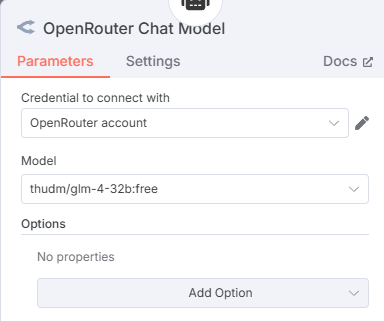 OpenRouter Chat Model
Parameters
Settings
Docs
Credential to connect with
OpenRouter account
Model
thudm/glm-4-32b:free
Options
No properties
Add Option